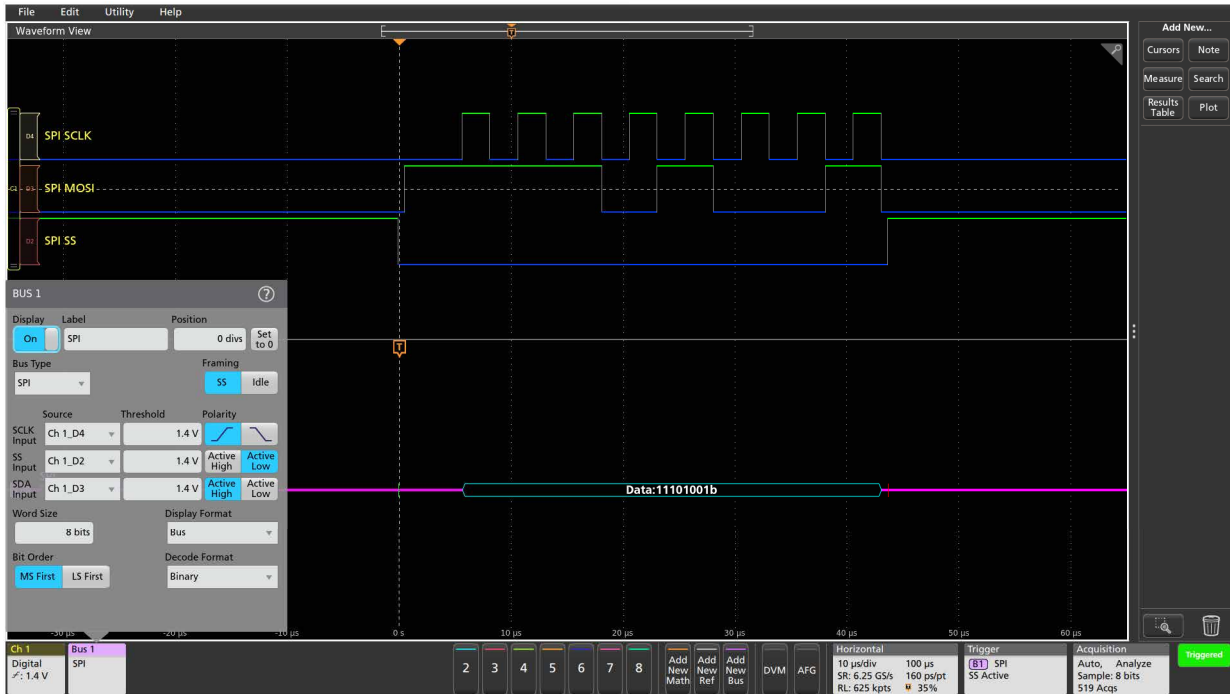 File Edit Utility Help
Waveform View
Add New...
Cursors Note
Measure Search
Results Table Plot
D4 SPI SCLK
C1 D3 SPI MOSI
D2 SPI SS
T
BUS 1 ?
Display Label Position
On SPI 0 divs Set to 0
Bus Type Framing
SPI SS Idle
Source Threshold Polarity
SCLK Input Ch 1_D4 1.4 V
SS Input Ch 1_D2 1.4 V Active High Active Low
SDA Input Ch 1_D3 1.4 V Active High Active Low
Word Size Display Format
8 bits Bus
Bit Order Decode Format
MS First LS First Binary
Data:11101001b
-30 µs -20 µs -10 µs 0 s 10 µs 20 µs 30 µs 40 µs 50 µs 60 µs
Ch 1
Digital
: 1.4 V
Bus 1
SPI
2 3 4 5 6 7 8
Add New Math
Add New Ref
Add New Bus
DVM AFG
Horizontal
10 µs/div 100 µs
SR: 6.25 GS/s 160 ps/pt
RL: 625 kpts 35%
Trigger
B1 SPI
SS Active
Acquisition
Auto, Analyze
Sample: 8 bits
519 Acqs
Triggered